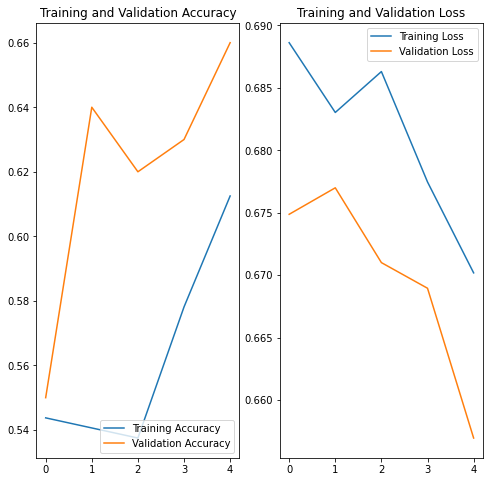 Training and Validation Accuracy
0.66
0.64
0.62
0.60
0.58
0.56
0.54
Training Accuracy
Validation Accuracy
0 1 2 3 4
Training and Validation Loss
0.690
0.685
0.680
0.675
0.670
0.665
0.660
Training Loss
Validation Loss
0 1 2 3 4